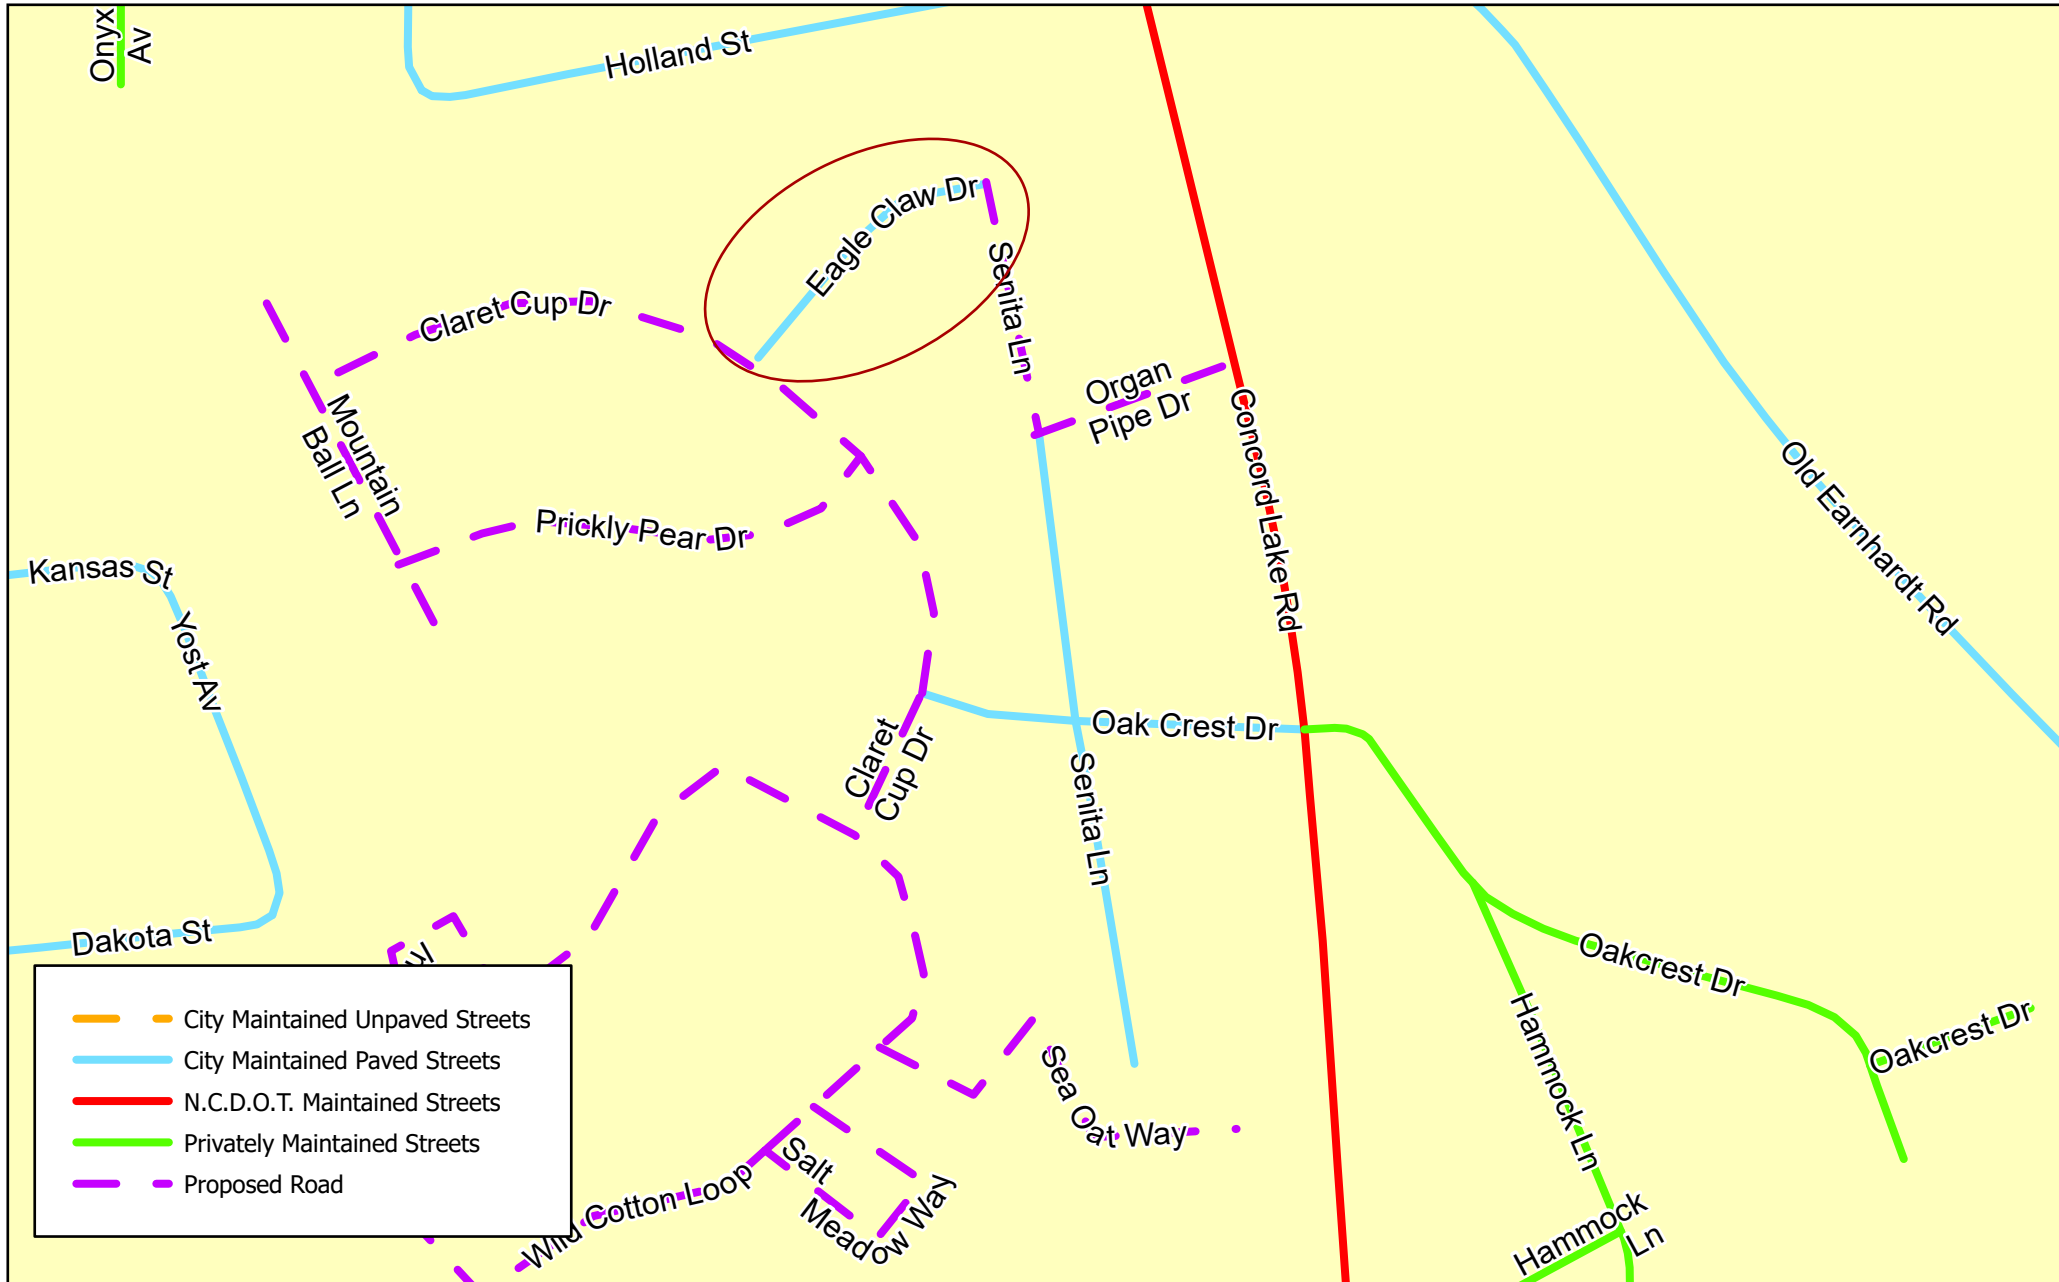 Onyx
Av
Holland St
Eagle Claw Dr
Senita Ln
Claret Cup Dr
Organ
Pipe Dr
Mountain
Ball Ln
Concord Lake Rd
Old Earnhardt Rd
Prickly Pear Dr
Kansas St
Yost Av
Oak Crest Dr
Claret
Cup Dr
Senita Ln
Dakota St
Oakcrest Dr
Oakcrest Dr
Hammock Ln
Sea Oat Way
Salt
Meadow Way
Wild Cotton Loop
Hammock
Ln
City Maintained Unpaved Streets
City Maintained Paved Streets
N.C.D.O.T. Maintained Streets
Privately Maintained Streets
Proposed Road